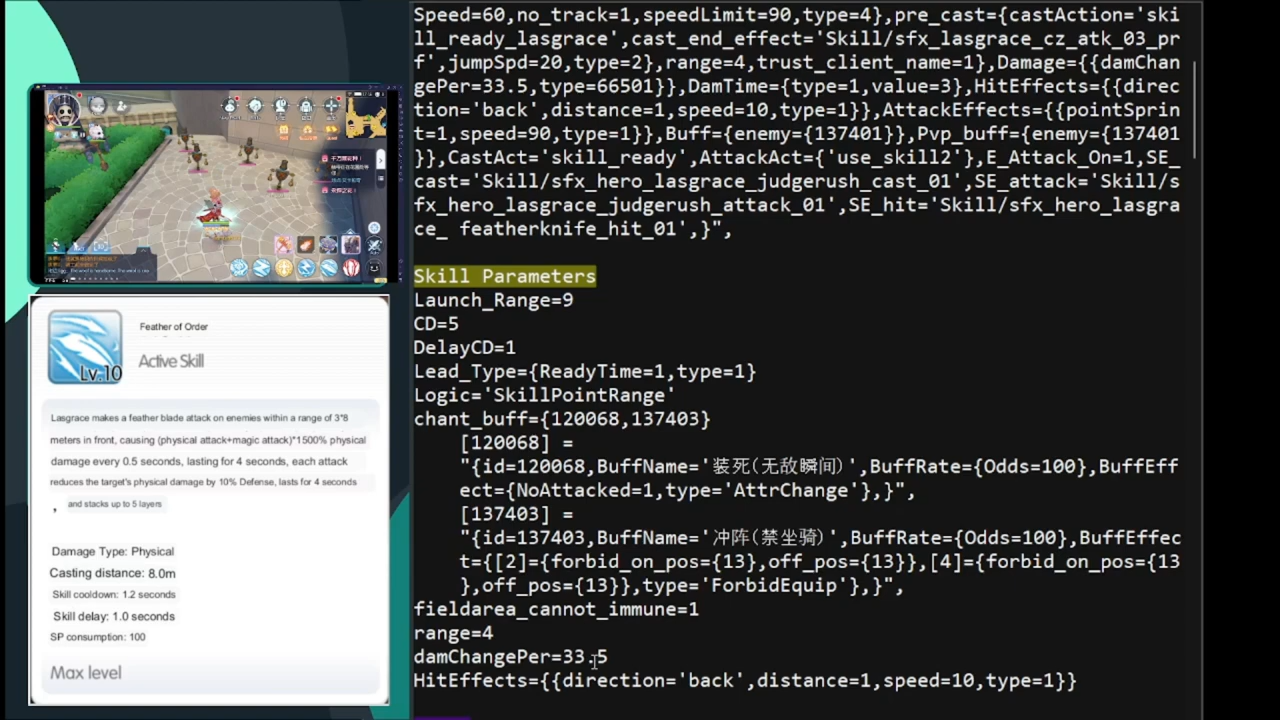 Speed=60,no_track=1,speedLimit=90,type=4},pre_cast={castAction='ski
ll_ready_lasgrace',cast_end_effect='Skill/sfx_lasgrace_cz_atk_03_pr
f',jumpSpd=20,type=2},range=4,trust_client_name=1},Damage={{damChan
gePer=33.5,type=66501}},DamTime={type=1,value=3},HitEffects={{direc
tion='back',distance=1,speed=10,type=1}},AttackEffects={{pointSprin
t=1,speed=90,type=1}},Buff={enemy={137401}},Pvp_buff={enemy={137401
}},CastAct='skill_ready',AttackAct={'use_skill2'},E_Attack_On=1,SE_
cast='Skill/sfx_hero_lasgrace_judgerush_cast_01',SE_attack='Skill/s
fx_hero_lasgrace_judgerush_attack_01',SE_hit='Skill/sfx_hero_lasgra
ce_ featherknife_hit_01',}",
Skill Parameters
Launch_Range=9
CD=5
DelayCD=1
Lead_Type={ReadyTime=1,type=1}
Logic='SkillPointRange'
chant_buff={120068,137403}
[120068] =
"{id=120068,BuffName='装死(无敌瞬间)',BuffRate={Odds=100},BuffEff
ect={NoAttacked=1,type='AttrChange'},}",
[137403] =
"{id=137403,BuffName='冲阵(禁坐骑)',BuffRate={Odds=100},BuffEffec
t={[2]={forbid_on_pos={13},off_pos={13}},[4]={forbid_on_pos={13
},off_pos={13}},type='ForbidEquip'},}",
fieldarea_cannot_immune=1
range=4
damChangePer=33.5
HitEffects={{direction='back',distance=1,speed=10,type=1}}
Feather of Order
Active Skill
Lv.10
Lasgrace makes a feather blade attack on enemies within a range of 3*8
meters in front, causing (physical attack+magic attack)*1500% physical
damage every 0.5 seconds, lasting for 4 seconds, each attack
reduces the target's physical damage by 10% Defense, lasts for 4 seconds
, and stacks up to 5 layers
Damage Type: Physical
Casting distance: 8.0m
Skill cooldown: 1.2 seconds
Skill delay: 1.0 seconds
SP consumption: 100
Max level